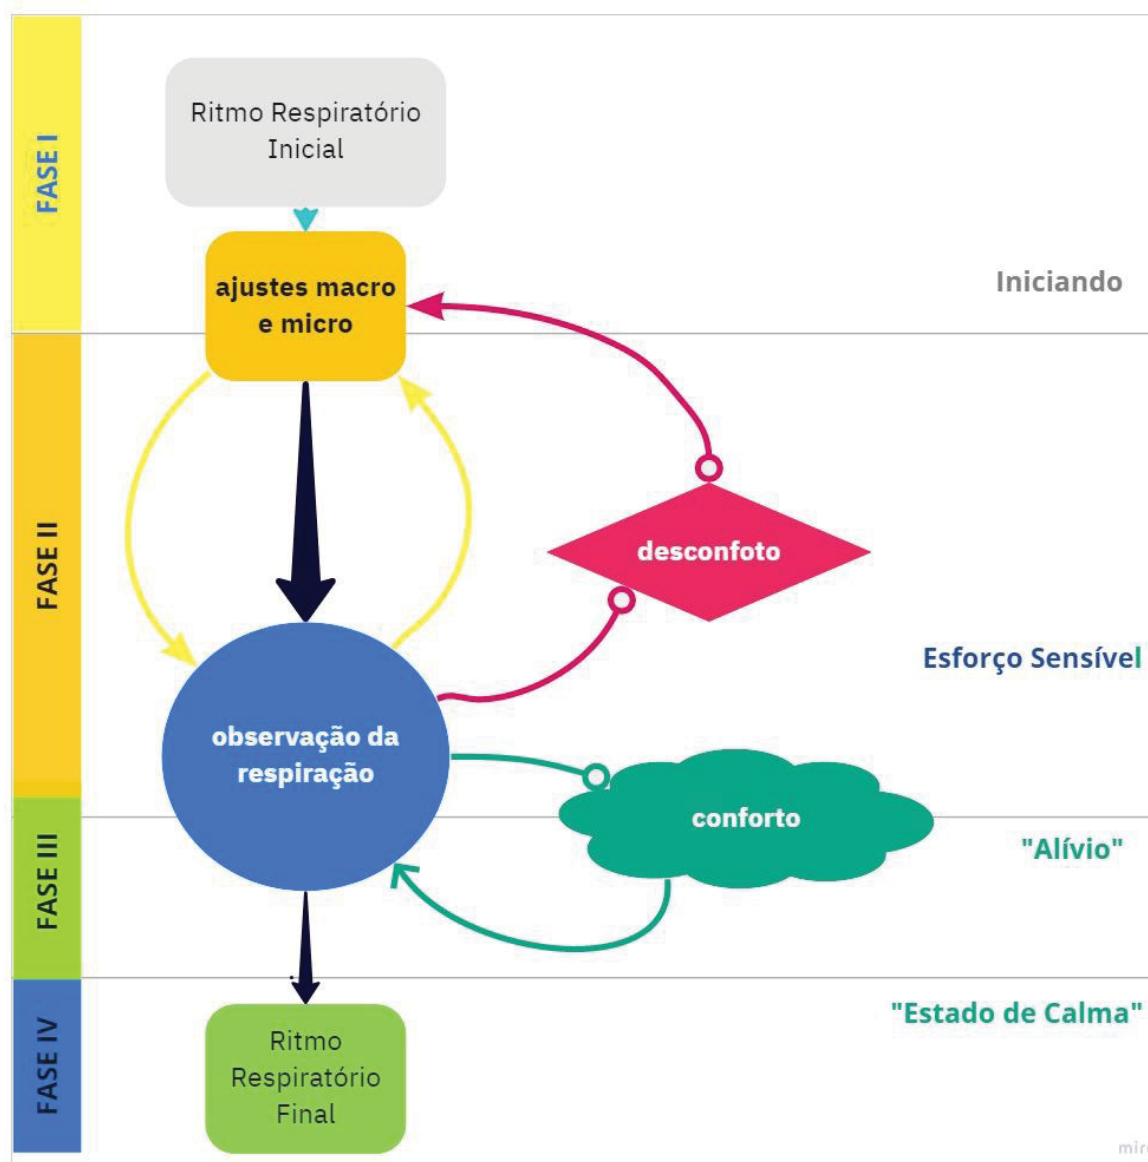 FASE I
Ritmo Respiratório
Inicial
ajustes macro
e micro
Iniciando
FASE II
desconfoto
Esforço Sensível
observação da
respiração
conforto
FASE III
"Alívio"
FASE IV
"Estado de Calma"
Ritmo
Respiratório
Final